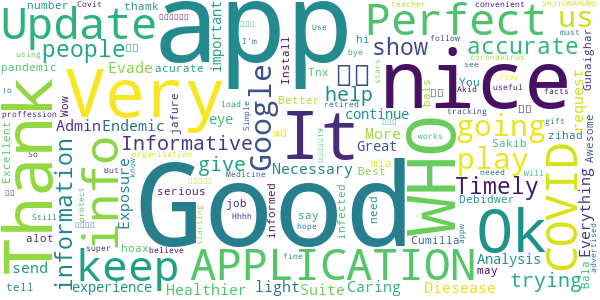 thamk
number
Covit
important
app
Update
Perfect
teacher
convenient
SAJIDMAHAMUD
people
Evade
hi
Tnx
Install
Use
I'm
bye
stars
follow
coronavirus
five
must
see
Gunaighar
us
pandemic
acurate
Better
show
accurate
You
Akid
useful
facts
using
Wow
proffession
Very
Google
nice
tracking
gift
Io
Excellent
Admin
Endemic
jafure
eye
load
Simple
help
More
Great
bals
continue
going
request
retired
works
zihad
Sakib
Awesome
So
Thank
Informative
md
organisation
It
mia
Best
WHO
play
neeed
Will
Everything
But
Info
information
Exposure
give
Necessary
Timely
COVID
Debidwer
Still
serious
job
Medicine
Good
informed
infected
need
say
hope
Cumilla
Ok
Analysis
may
Bala
advertised
protect
know
alot
hoax
Hhhh
believe
starting
fine
appw
send
keep
APPLICATION
trying
tell
super
experience
Healthier
light
Suite
Caring
Diesease